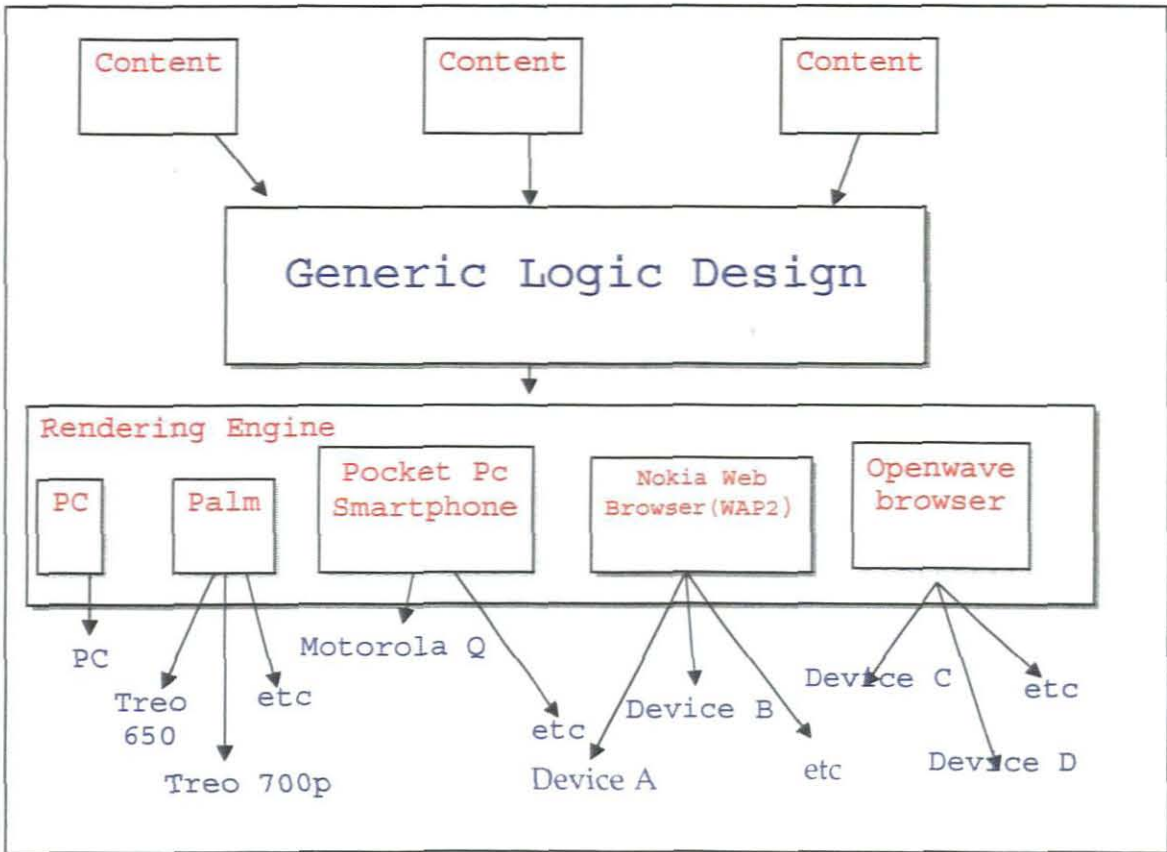 Content
Content
Content
Generic Logic Design
Rendering Engine
PC
Palm
Pocket Pc
Smartphone
Nokia Web
Browser(WAP2)
Openwave
browser
PC
Treo
650
Treo 700p
etc
Motorola Q
etc
Device A
Device B
etc
Device C
Device D
etc